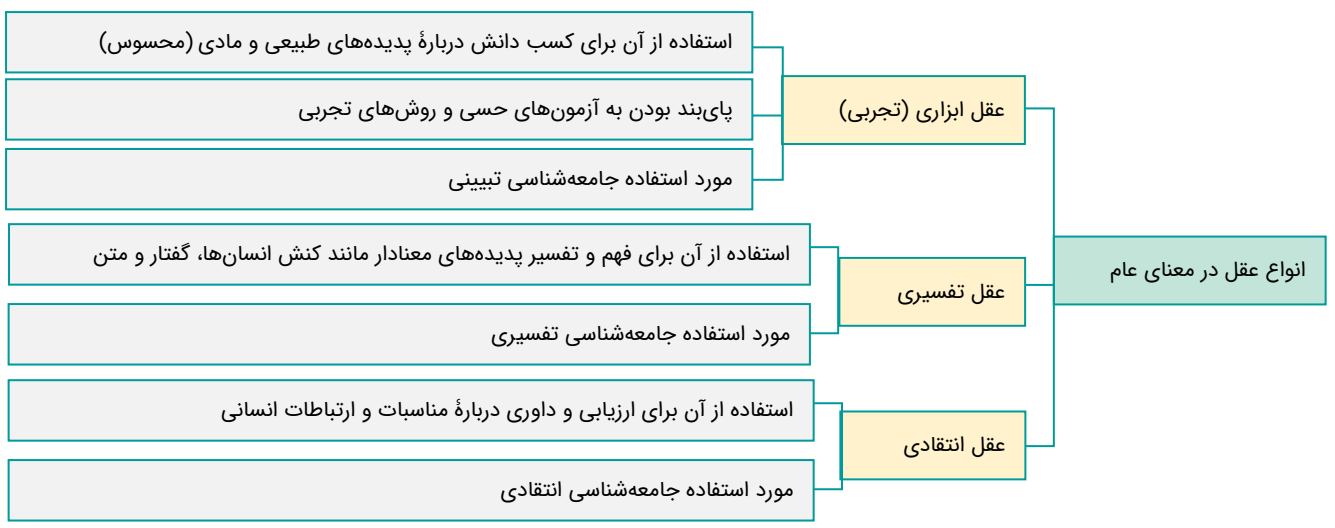 انواع عقل در معنای عام
عقل ابزاری (تجربی)
استفاده از آن برای کسب دانش دربارهٔ پدیده‌های طبیعی و مادی (محسوس)
پای‌بند بودن به آزمون‌های حسی و روش‌های تجربی
مورد استفاده جامعه‌شناسی تبیینی
عقل تفسیری
استفاده از آن برای فهم و تفسیر پدیده‌های معنادار مانند کنش انسان‌ها، گفتار و متن
مورد استفاده جامعه‌شناسی تفسیری
عقل انتقادی
استفاده از آن برای ارزیابی و داوری دربارهٔ مناسبات و ارتباطات انسانی
مورد استفاده جامعه‌شناسی انتقادی